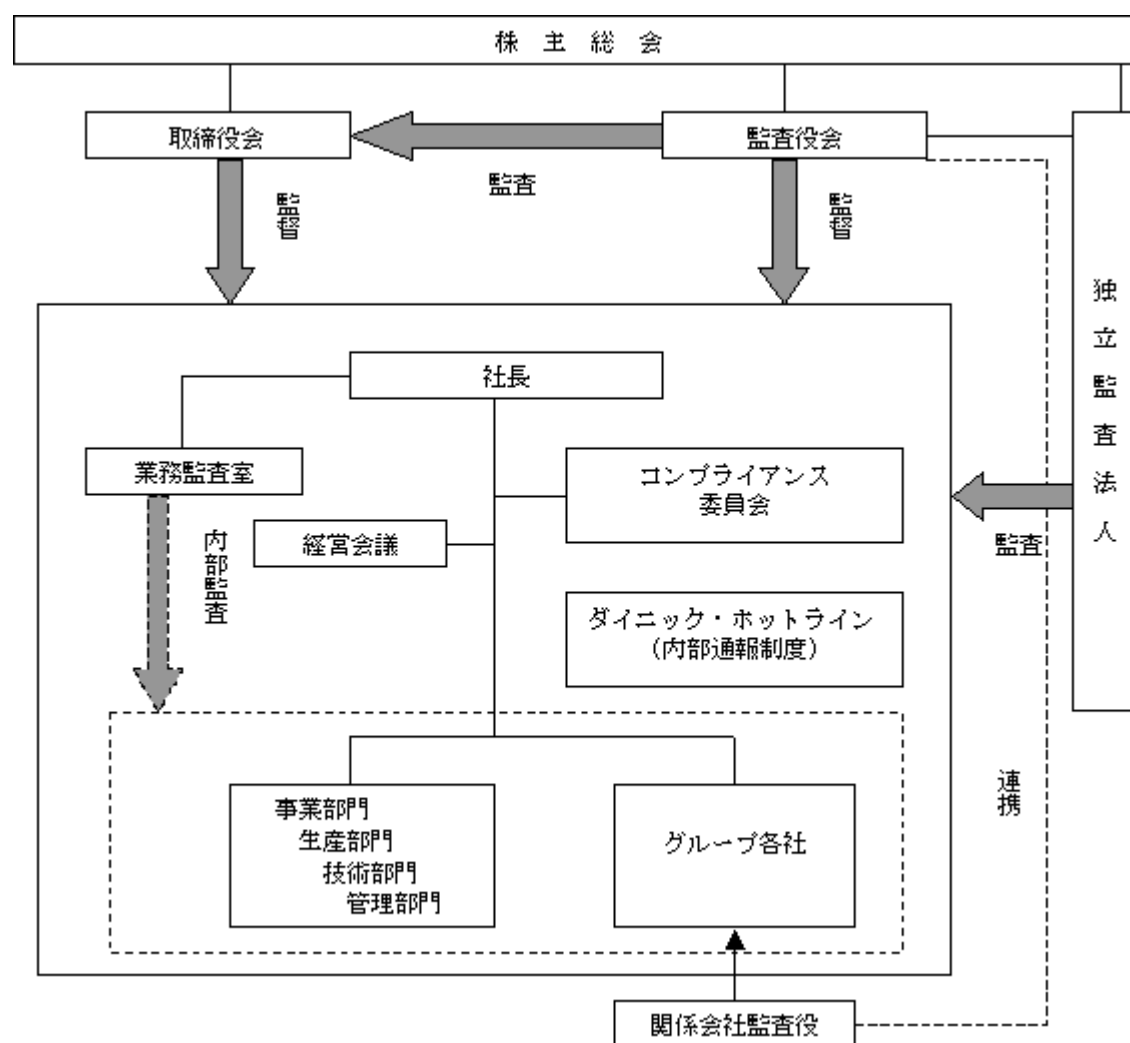 株主総会
取締役会
監査役会
監査
監督
監督
独立監査法人
社長
業務監査室
コンプライアンス
委員会
経営会議
監査
内部監査
ダイニック・ホットライン
（内部通報制度）
事業部門
生産部門
技術部門
管理部門
グループ各社
連携
関係会社監査役